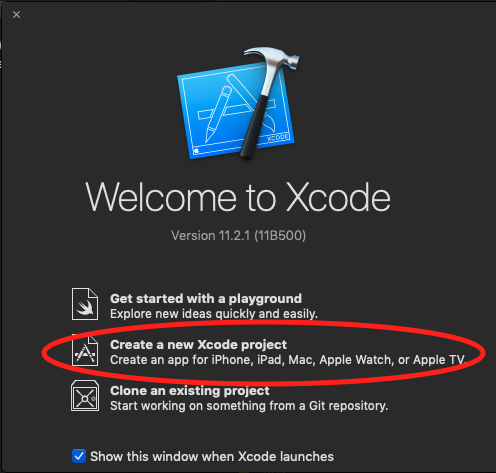 XCODE
Welcome to Xcode
Version 11.2.1 (11B500)
Get started with a playground
Explore new ideas quickly and easily.
Create a new Xcode project
Create an app for iPhone, iPad, Mac, Apple Watch, or Apple TV.
Clone an existing project
Start working on something from a Git repository.
Show this window when Xcode launches